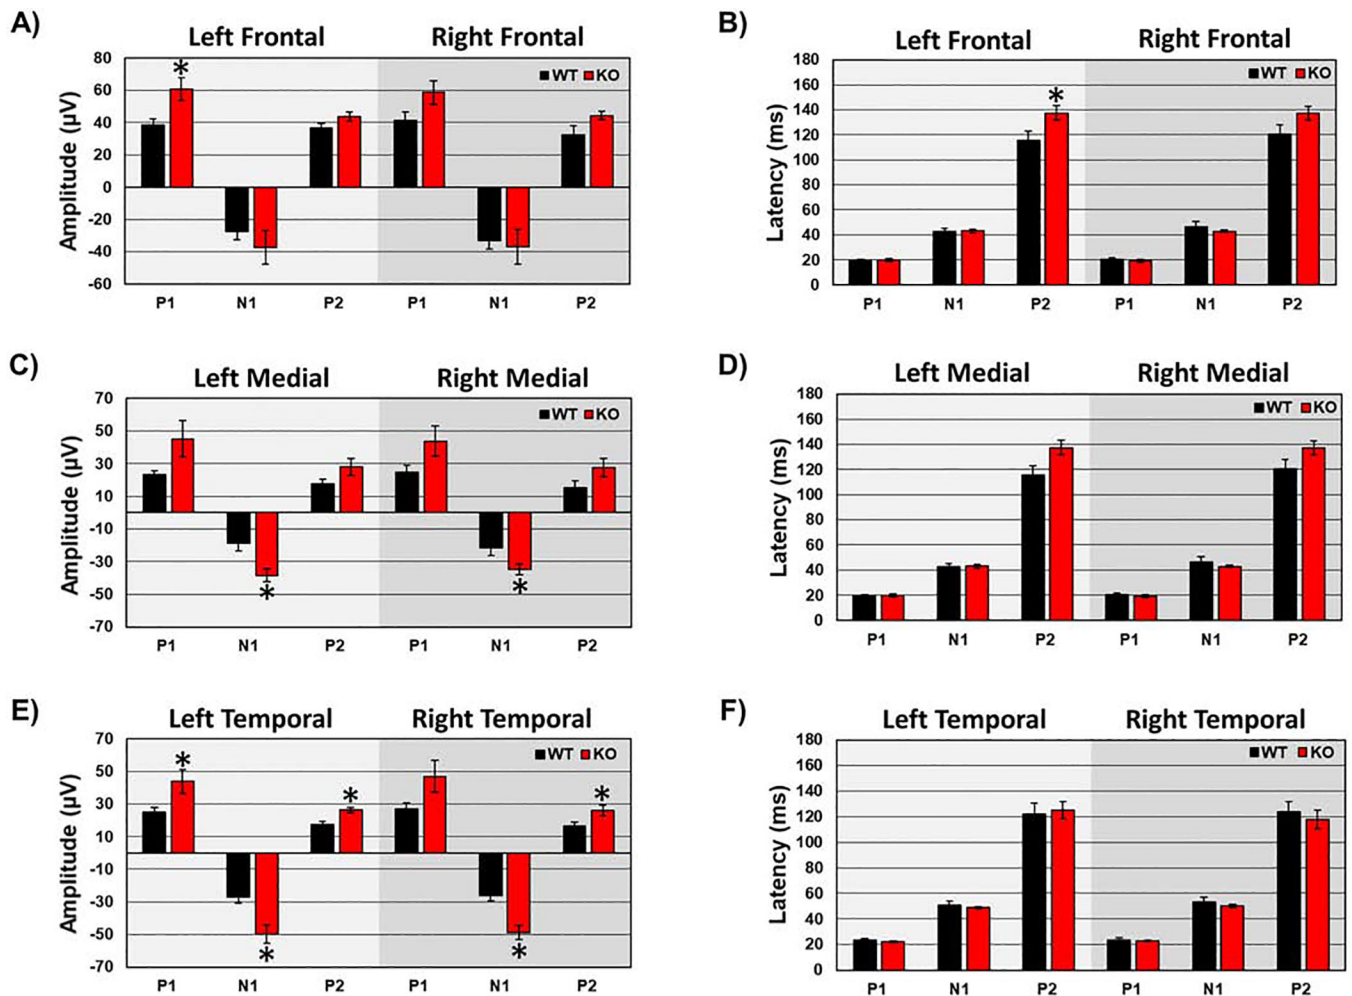 A)
Left Frontal Right Frontal
Amplitude (µV)
80
60
40
20
0
-20
-40
-60
WT KO
*
P1 N1 P2 P1 N1 P2
B)
Left Frontal Right Frontal
Latency (ms)
180
160
140
120
100
80
60
40
20
0
WT KO
*
P1 N1 P2 P1 N1 P2
C)
Left Medial Right Medial
Amplitude (µV)
70
50
30
10
-10
-30
-50
-70
WT KO
* *
P1 N1 P2 P1 N1 P2
D)
Left Medial Right Medial
Latency (ms)
180
160
140
120
100
80
60
40
20
0
WT KO
P1 N1 P2 P1 N1 P2
E)
Left Temporal Right Temporal
Amplitude (µV)
70
50
30
10
-10
-30
-50
-70
WT KO
* * *
* *
P1 N1 P2 P1 N1 P2
F)
Left Temporal Right Temporal
Latency (ms)
180
160
140
120
100
80
60
40
20
0
WT KO
P1 N1 P2 P1 N1 P2